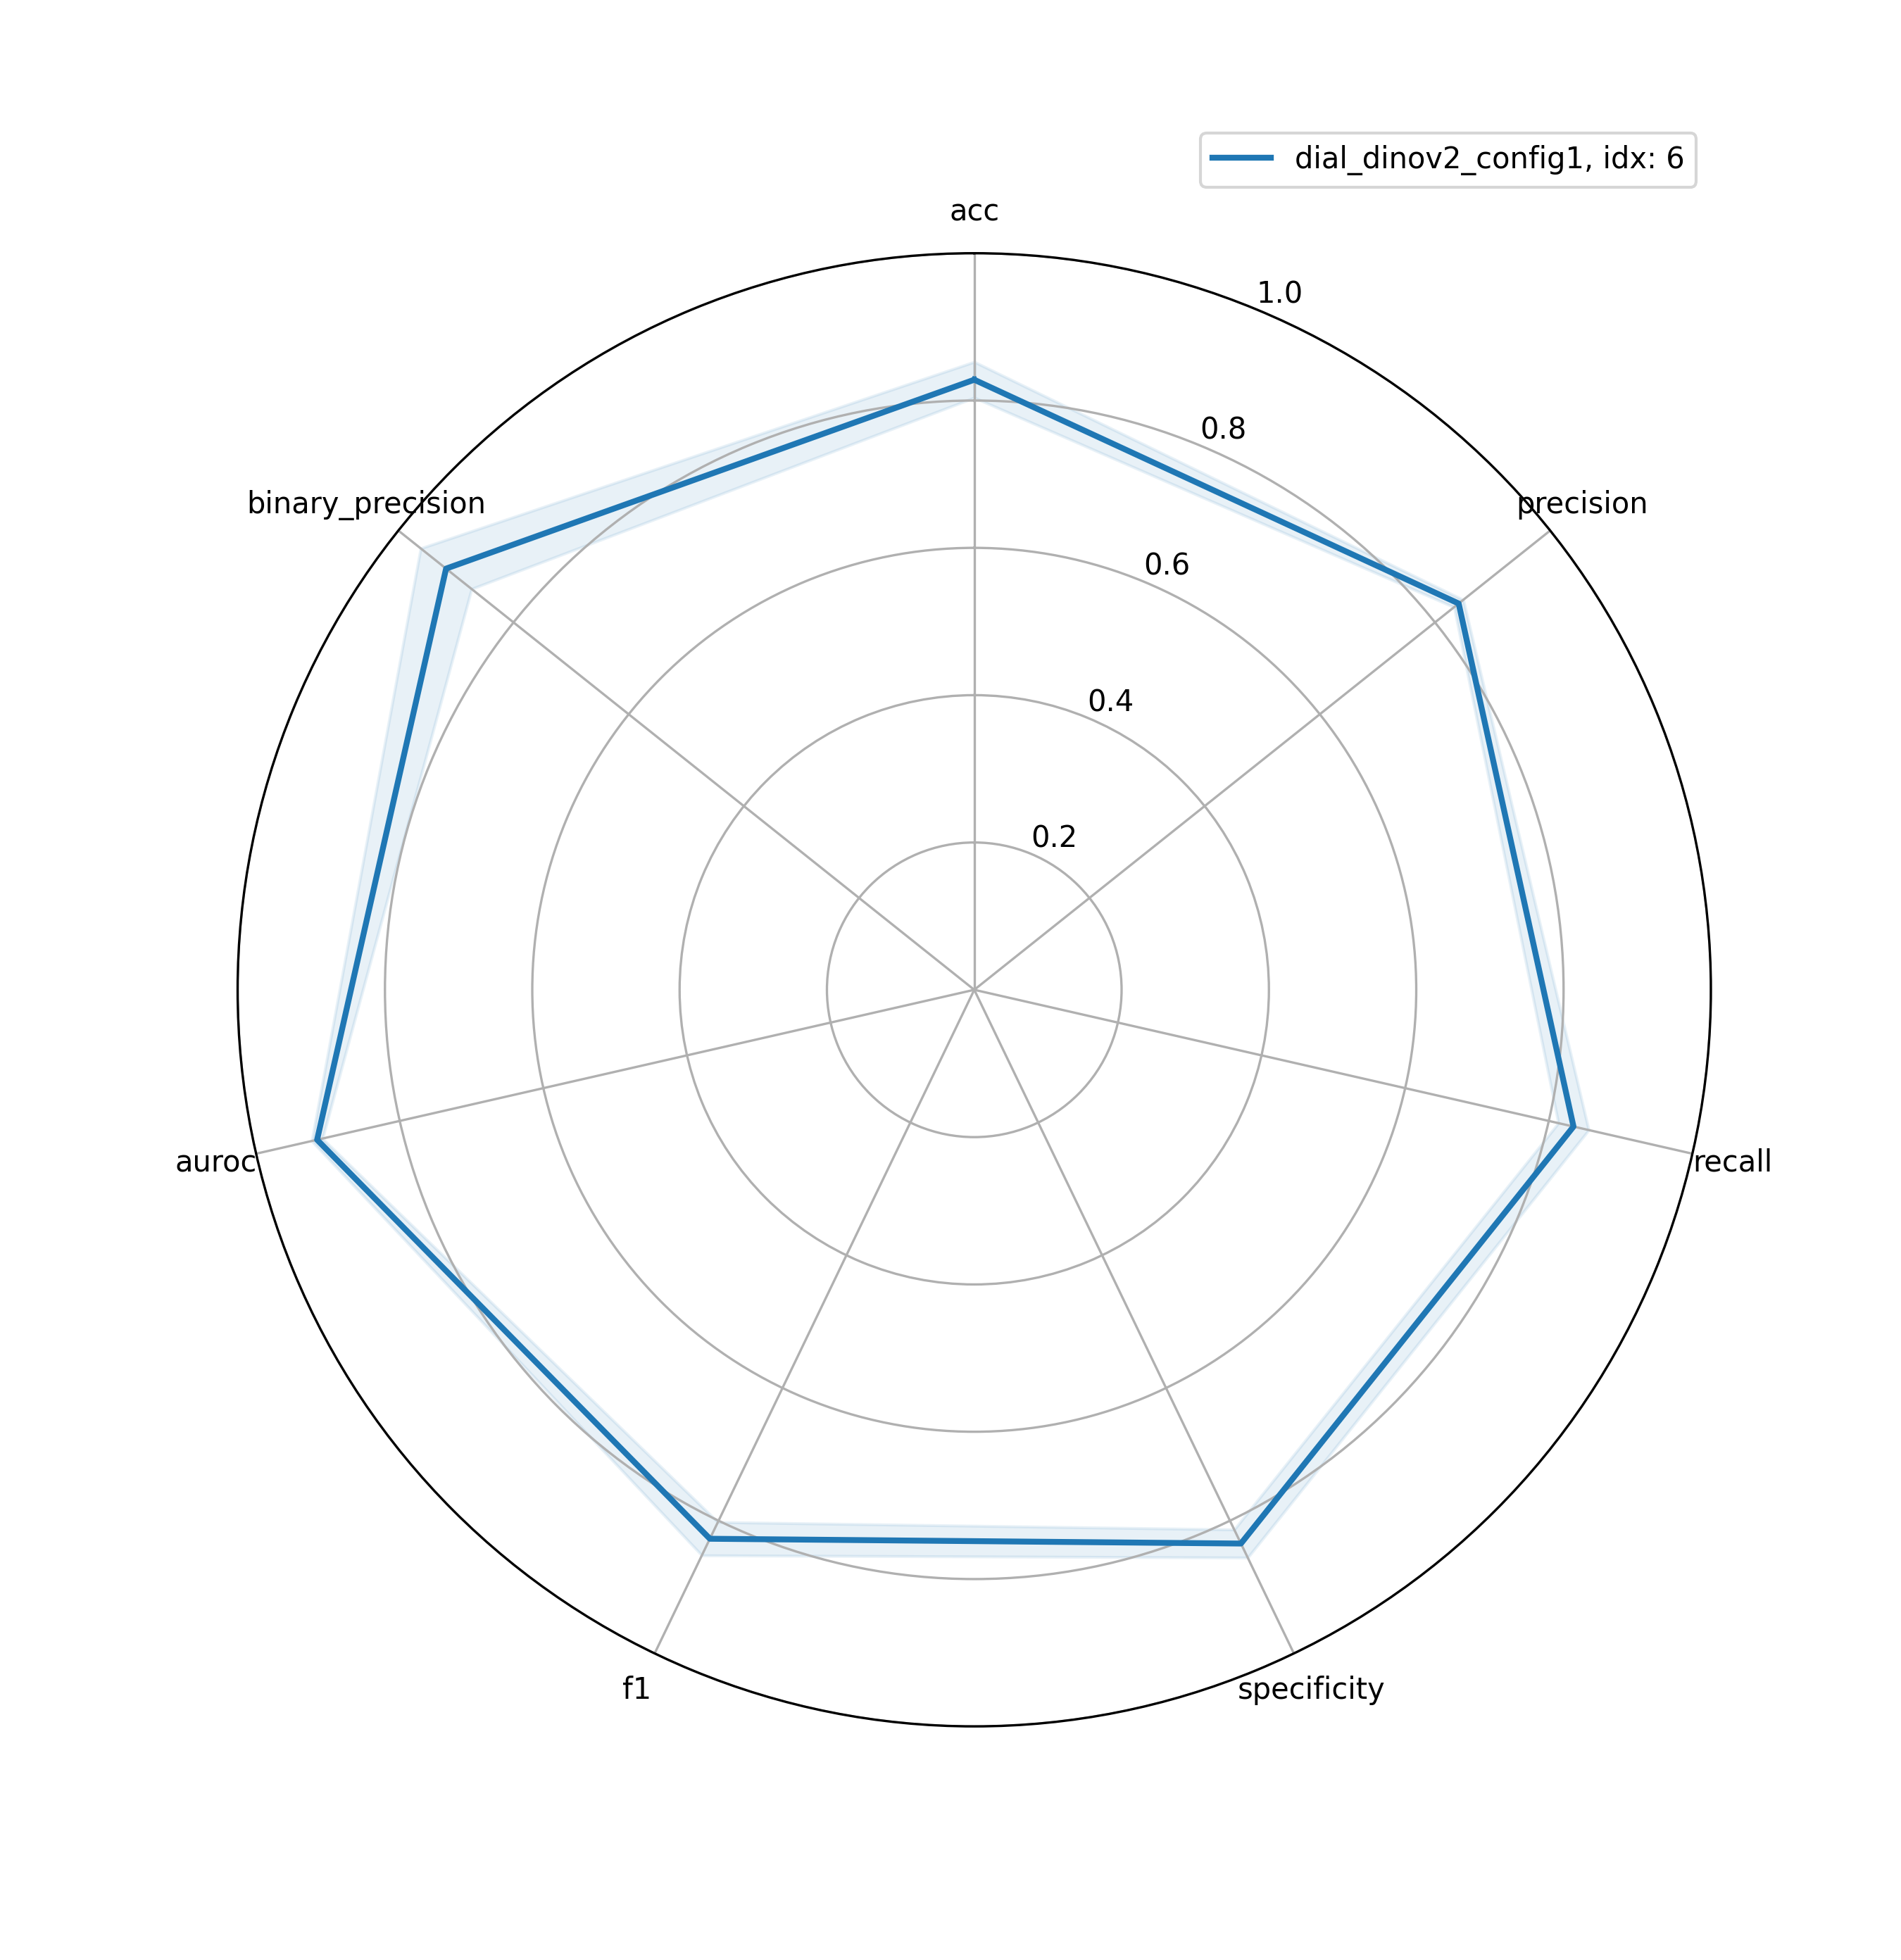 dial_dinov2_config1, idx: 6
acc
1.0
0.8
binary_precision
precision
0.6
0.4
0.2
auroc
recall
f1
specificity